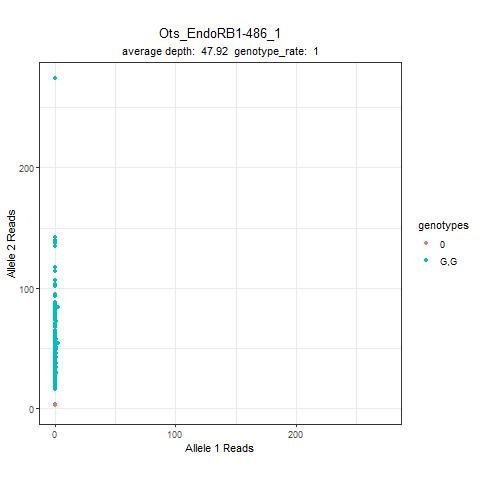 Ots_EndoRB1-486_1
average depth: 47.92 genotype_rate: 1
Allele 2 Reads
200
100
0
0 100 200
Allele 1 Reads
genotypes
0
G,G